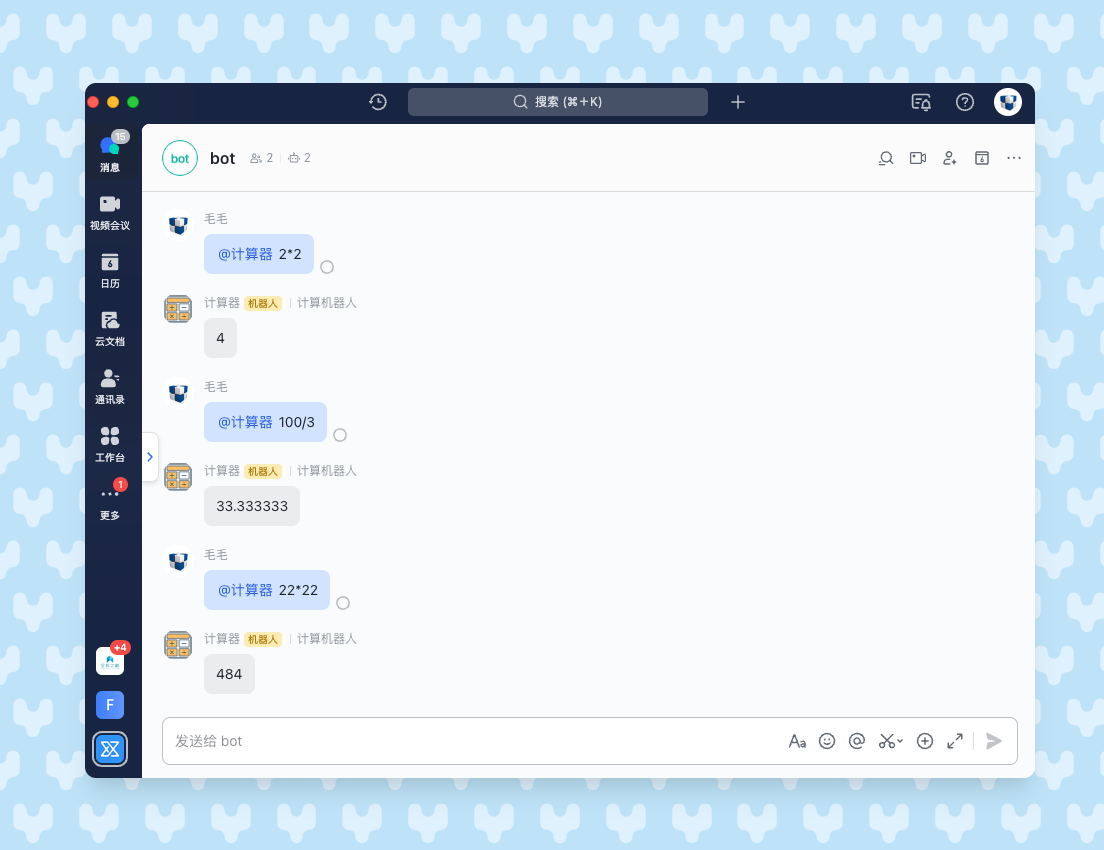 搜索 (⌘+K)
15
消息
视频会议
6
日历
云文档
通讯录
工作台
1
更多
+4
F
bot
bot
2
2
6
毛毛
@计算器 2*2
计算器 机器人 计算机器人
4
毛毛
@计算器 100/3
计算器 机器人 计算机器人
33.333333
毛毛
@计算器 22*22
计算器 机器人 计算机器人
484
发送给 bot
Aa